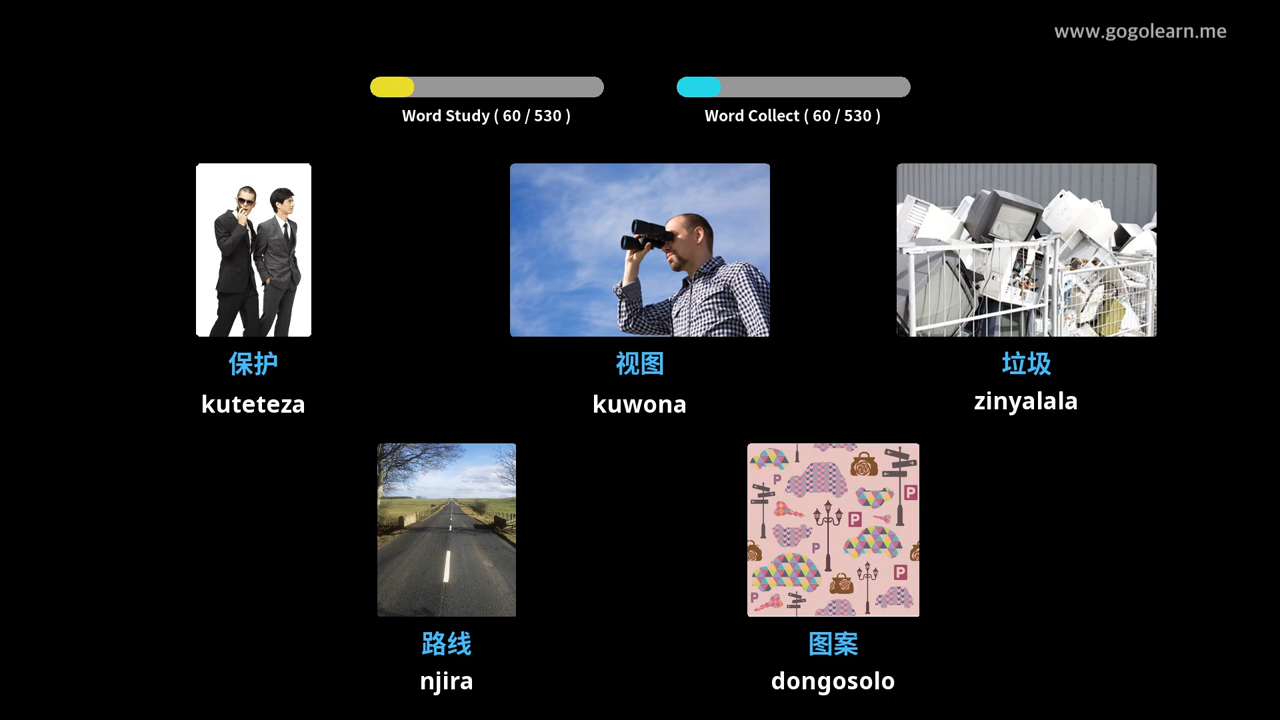 www.gogolearn.me
Word Study ( 60 / 530 )
Word Collect ( 60 / 530 )
保护
视图
垃圾
kuteteza
kuwona
zinyalala
P
P
P
P
P
P
路线
图案
njira
dongosolo